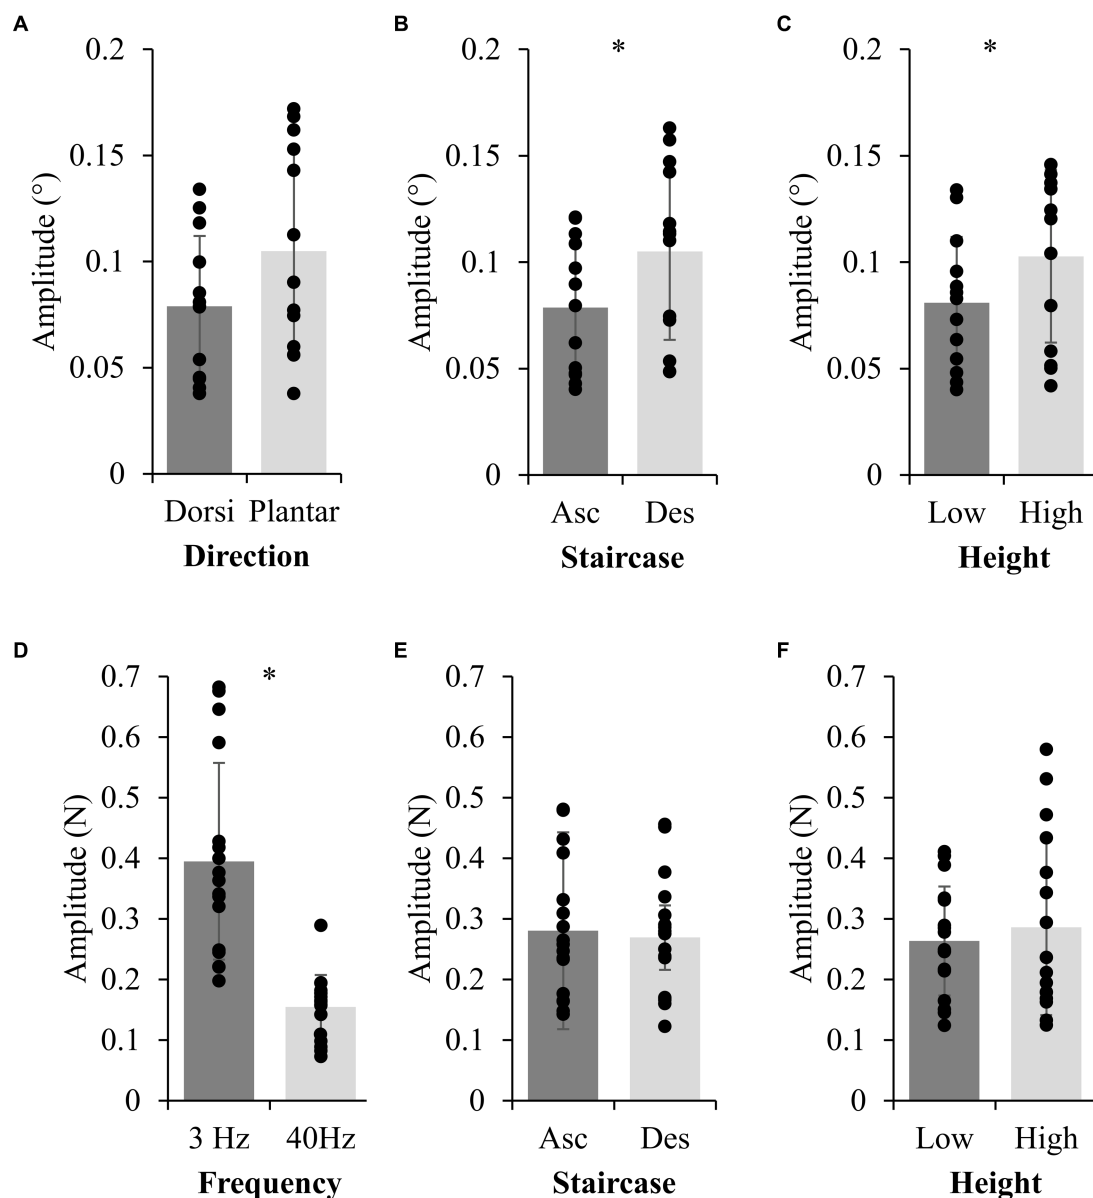 A
0.2
0.15
0.1
0.05
0
Amplitude (°)
Dorsi Plantar
Direction
B
*
0.2
0.15
0.1
0.05
0
Amplitude (°)
Asc Des
Staircase
C
*
0.2
0.15
0.1
0.05
0
Amplitude (°)
Low High
Height
D
*
0.7
0.6
0.5
0.4
0.3
0.2
0.1
0
Amplitude (N)
3 Hz 40Hz
Frequency
E
0.7
0.6
0.5
0.4
0.3
0.2
0.1
0
Amplitude (N)
Asc Des
Staircase
F
0.7
0.6
0.5
0.4
0.3
0.2
0.1
0
Amplitude (N)
Low High
Height